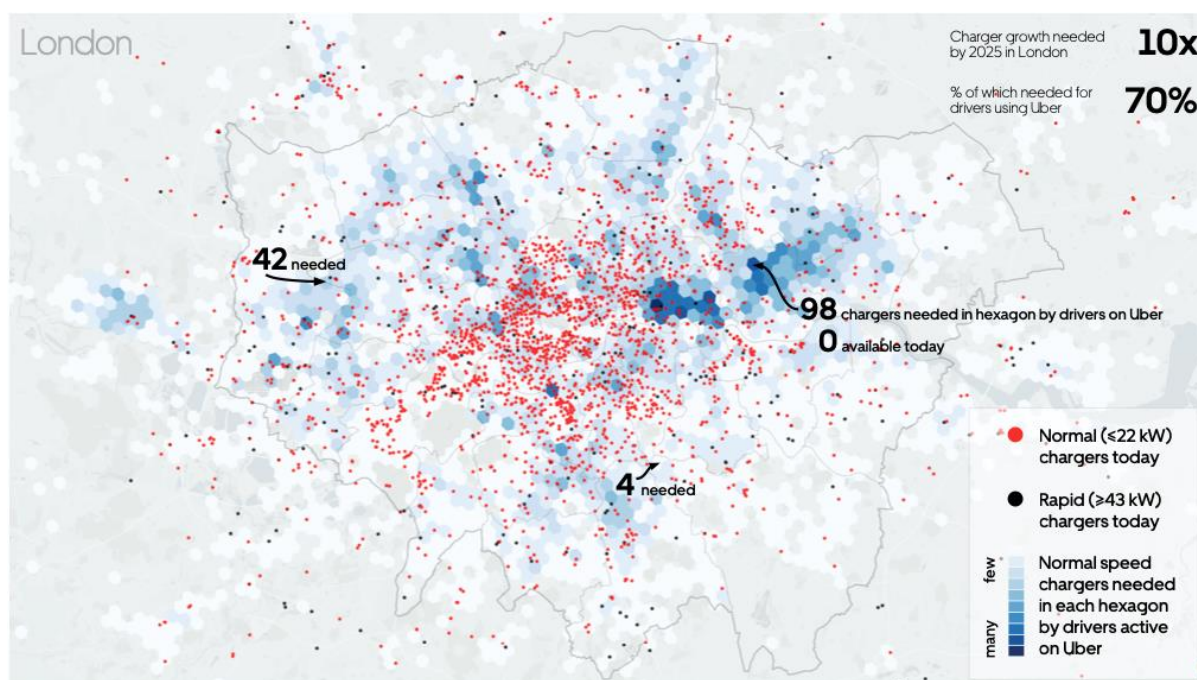 London
Charger growth needed
by 2025 in London
10x
% of which needed for
drivers using Uber
70%
42 needed
98 chargers needed in hexagon by drivers on Uber
0 available today
4 needed
Normal (≤22 kW)
chargers today
Rapid (≥43 kW)
chargers today
few
many
Normal speed
chargers needed
in each hexagon
by drivers active
on Uber